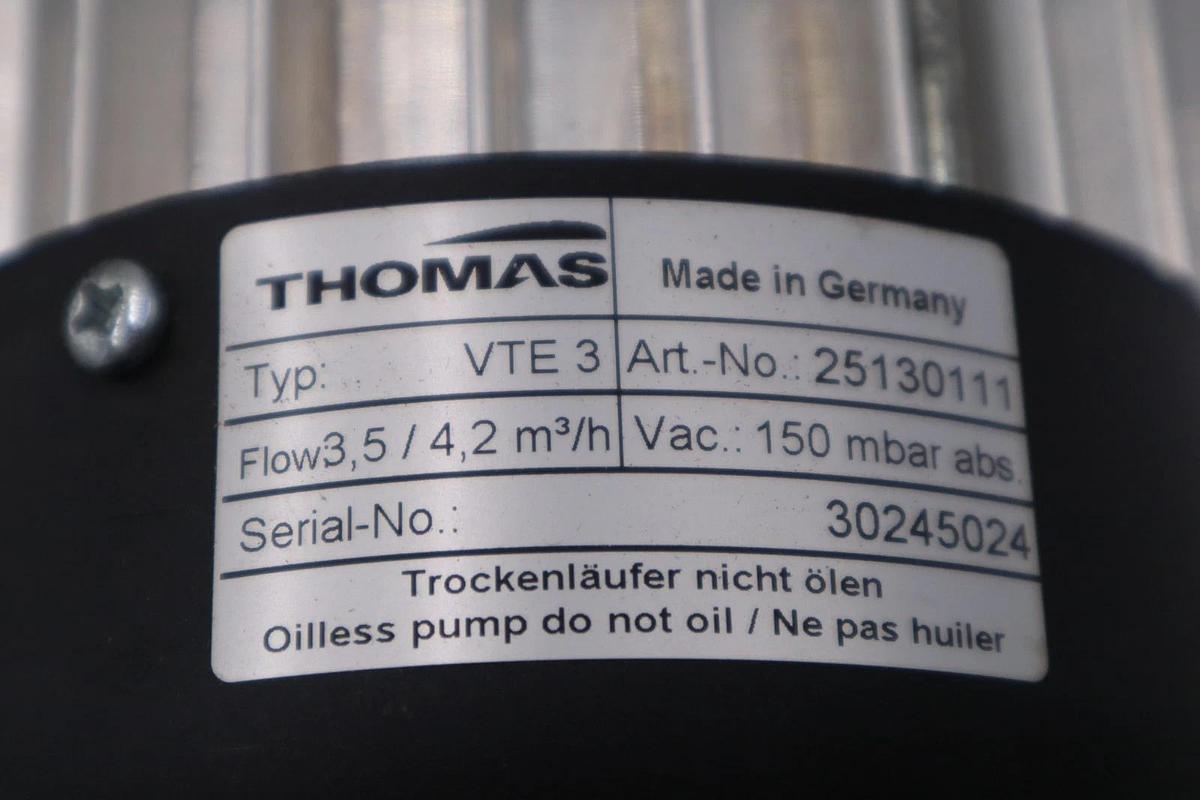 THOMAS Made in Germany
Typ: VTE 3 Art.-No.: 25130111
Flow3,5 / 4,2 m³/h Vac.: 150 mbar abs.
Serial-No.: 30245024
Trockenläufer nicht ölen
Oilless pump do not oil / Ne pas huiler